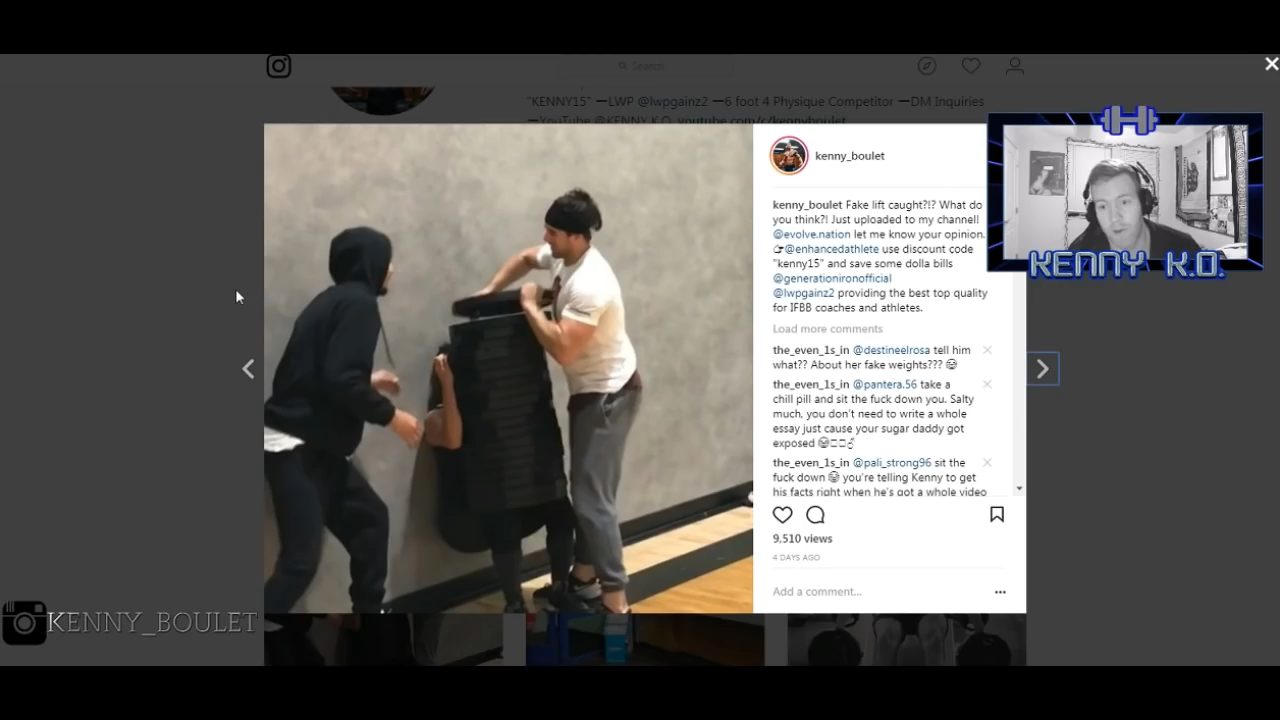 Search
"KENNY15" —LWP @lwpgainz2 —6 foot 4 Physique Competitor —DM Inquiries
—YouTube @KENNY K.O. youtube.com/c/kennyboulet
kenny_boulet
kenny_boulet Fake lift caught?!? What do
you think?! Just uploaded to my channel!
@evolve.nation let me know your opinion.
👉@enhancedathlete use discount code
"kenny15" and save some dolla bills
@generationironofficial
@lwpgainz2 providing the best top quality
for IFBB coaches and athletes.
Load more comments
the_even_1s_in @destineelrosa tell him
what?? About her fake weights??? 😂
the_even_1s_in @pantera.56 take a
chill pill and sit the fuck down you. Salty
much, you don't need to write a whole
essay just cause your sugar daddy got
exposed 😂
the_even_1s_in @pali_strong96 sit the
fuck down 😂 you're telling Kenny to get
his facts right when he's got a whole video
9,510 views
4 DAYS AGO
Add a comment...
KENNY K.O.
KENNY_BOULET